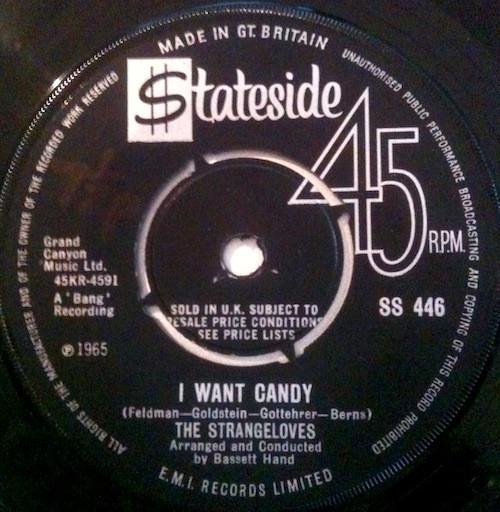 MADE IN GT. BRITAIN
UNAUTHORISED PUBLIC PERFORMANCE BROADCASTING AND COPYING OF THIS RECORD PROHIBITED
ALL RIGHTS OF THE MANUFACTURER AND OF THE OWNER OF THE RECORDED WORK RESERVED
$tateside
45
R.P.M.
Grand
Canyon
Music Ltd.
45KR-4591
A 'Bang'
Recording
Ⓟ 1965
SS 446
SOLD IN U.K. SUBJECT TO
RESALE PRICE CONDITIONS
SEE PRICE LISTS
I WANT CANDY
(Feldman—Goldstein—Gottehrer—Berns)
THE STRANGELOVES
Arranged and Conducted
by Bassett Hand
E.M.I. RECORDS LIMITED